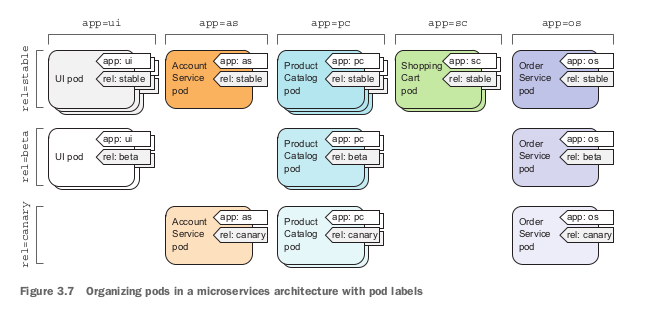 app=ui app=as app=pc app=sc app=os
rel=stable
UI pod
app: ui
rel: stable
Account
Service
pod
app: as
rel: stable
Product
Catalog
pod
app: pc
rel: stable
Shopping
Cart
pod
app: sc
rel: stable
Order
Service
pod
app: os
rel: stable
rel=beta
UI pod
app: ui
rel: beta
Product
Catalog
pod
app: pc
rel: beta
Order
Service
pod
app: os
rel: beta
rel=canary
Account
Service
pod
app: as
rel: canary
Product
Catalog
pod
app: pc
rel: canary
Order
Service
pod
app: os
rel: canary
Figure 3.7 Organizing pods in a microservices architecture with pod labels